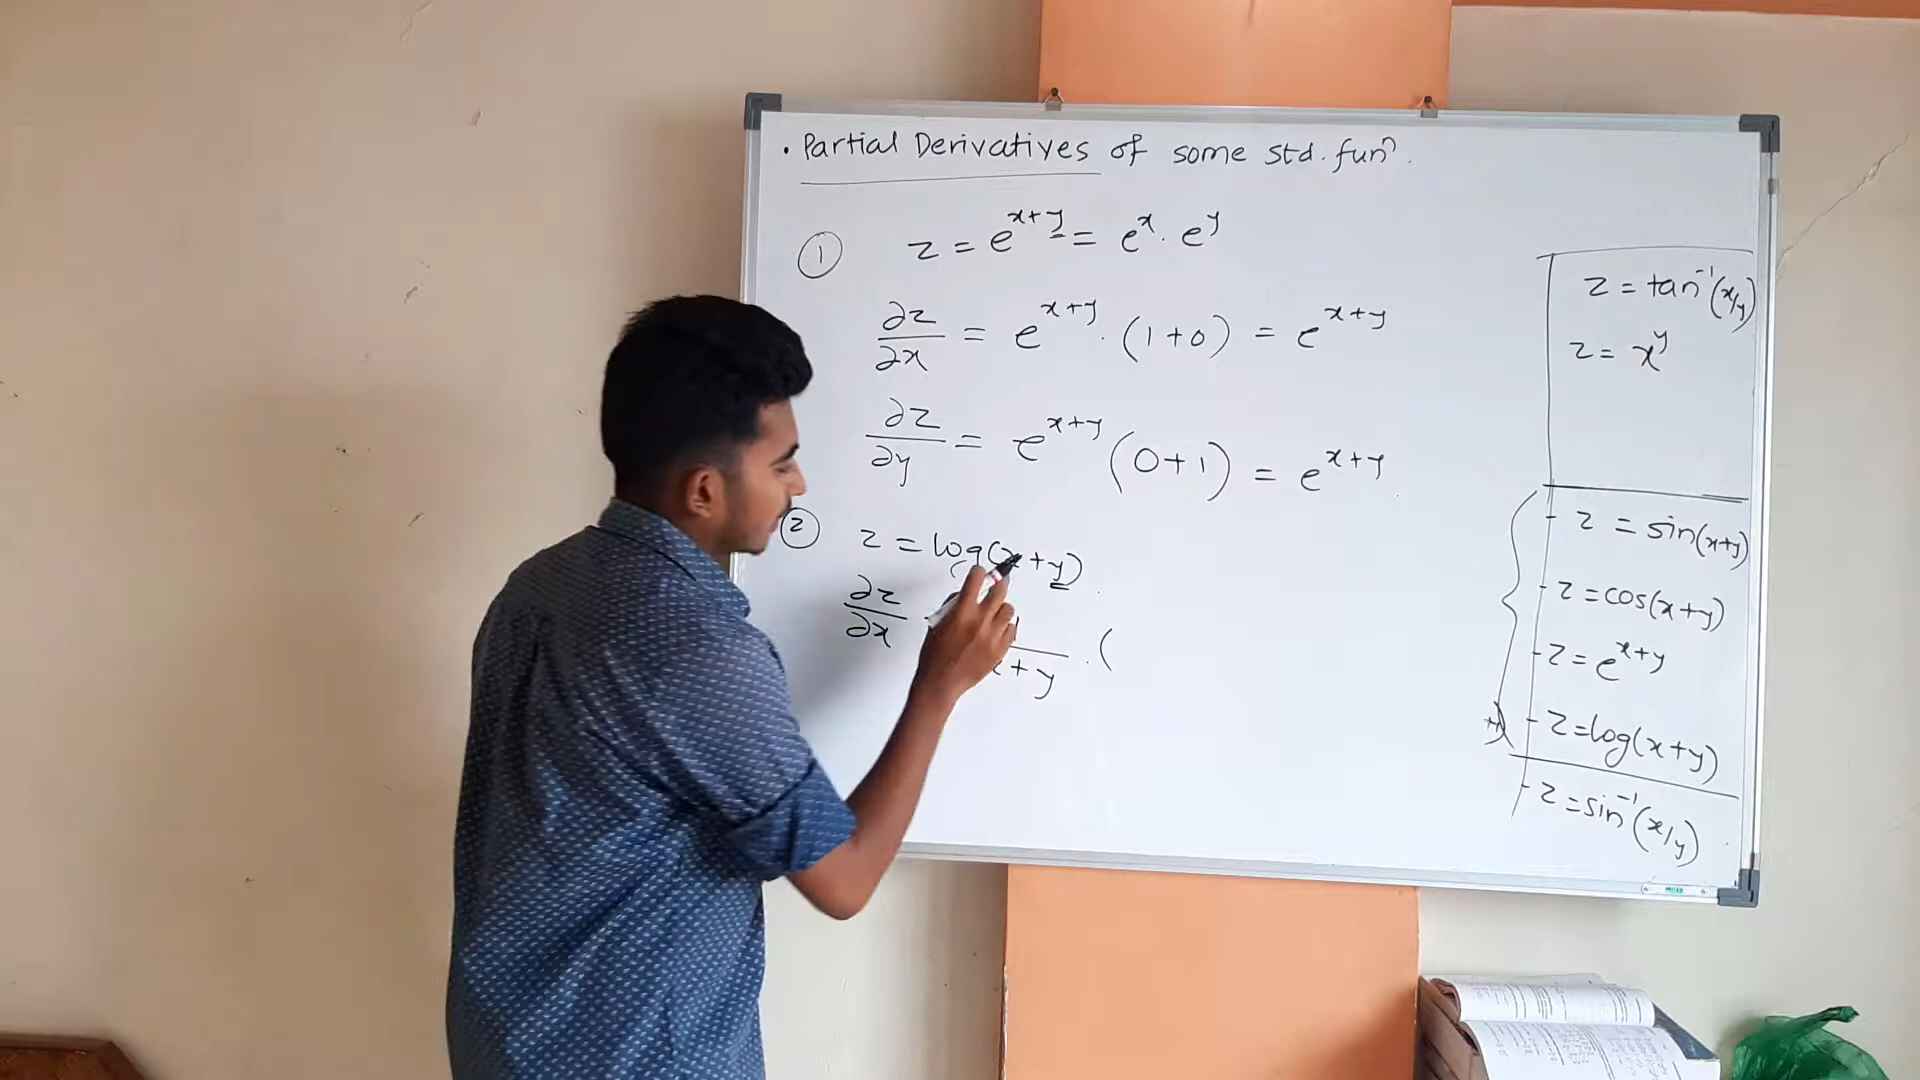 • Partial Derivatives of some std. funⁿ.
① z = e^{x+y} = e^x . e^y
∂z/∂x = e^{x+y} . (1+0) = e^{x+y}
∂z/∂y = e^{x+y} (0+1) = e^{x+y}
② z = log(x+y)
∂z/∂x 1/x+y . (
z = tan⁻¹(x/y)
z = x^y
- z = sin(x+y)
- z = cos(x+y)
- z = e^{x+y}
- z = log(x+y)
- z = sin⁻¹(x/y)